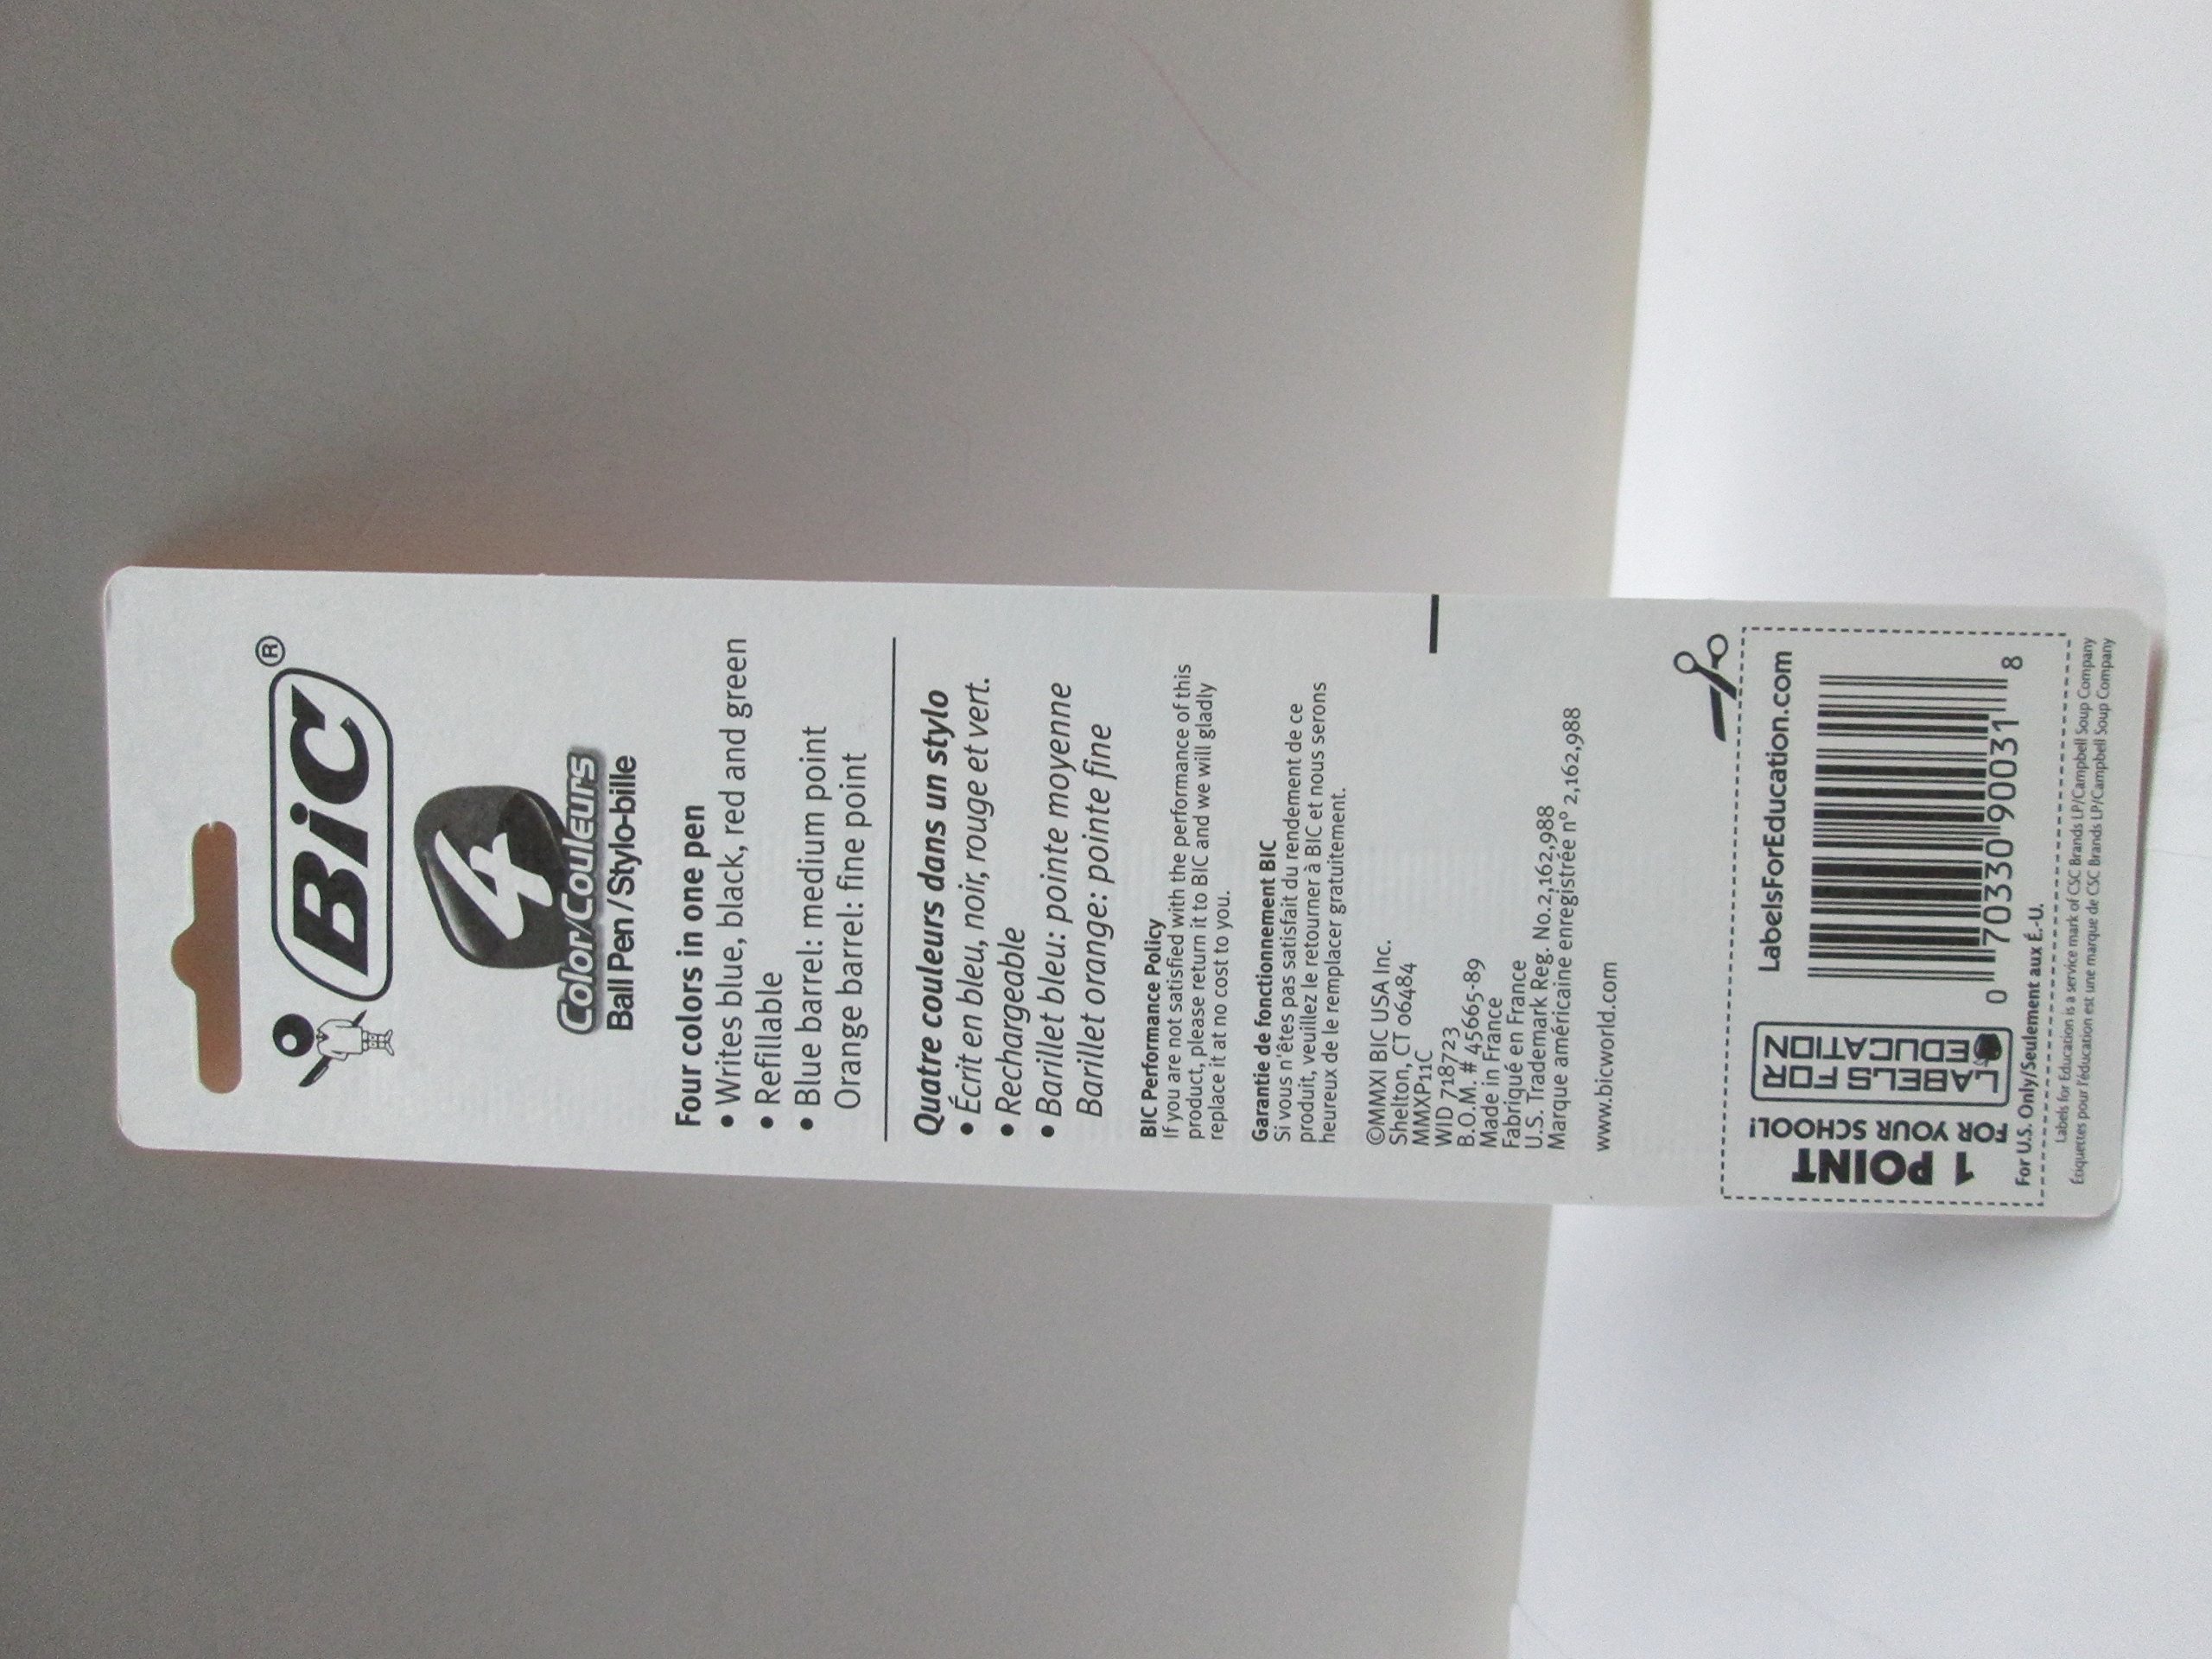 BiC®
4
Color/Couleurs
Ball Pen / Stylo-bille
Four colors in one pen
• Writes blue, black, red and green
• Refillable
• Blue barrel: medium point
Orange barrel: fine point
Quatre couleurs dans un stylo
• Écrit en bleu, noir, rouge et vert.
• Rechargeable
• Barillet bleu: pointe moyenne
Barillet orange: pointe fine
BIC Performance Policy
If you are not satisfied with the performance of this
product, please return it to BIC and we will gladly
replace it at no cost to you.
Garantie de fonctionnement BIC
Si vous n'êtes pas satisfait du rendement de ce
produit, veuillez le retourner à BIC et nous serons
heureux de le remplacer gratuitement.
©MMXI BIC USA Inc.
Shelton, CT 06484
MMXP11C
WID 718723
B.O.M. # 45665-89
Made in France
Fabriqué en France
U.S. Trademark Reg. No.2,162,988
Marque américaine enregistrée nº 2,162,988
www.bicworld.com
1 POINT
FOR YOUR SCHOOL!
LABELS FOR
EDUCATION
LabelsForEducation.com
0 70330 90031 8
For U.S. Only/Seulement aux É.-U.
Labels for Education is a service mark of CSC Brands LP/Campbell Soup Company
Étiquettes pour l'éducation est une marque de CSC Brands LP/Campbell Soup Company